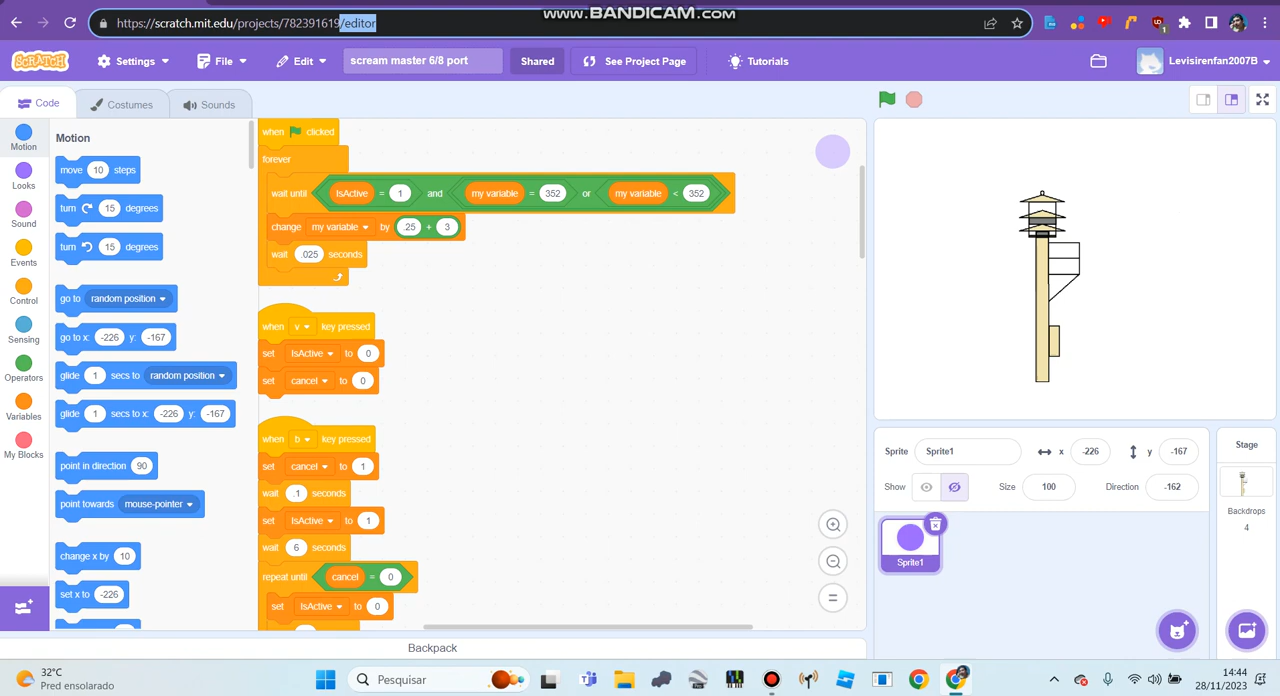 WWW.BANDICAM.COM
https://scratch.mit.edu/projects/782391619/editor
1
SCRATCH
Settings
File
Edit
scream master 6/8 port
Shared
See Project Page
Tutorials
Levisirenfan2007B
Code
Costumes
Sounds
Motion
Looks
Sound
Events
Control
Sensing
Operators
Variables
My Blocks
Motion
move 10 steps
turn 15 degrees
turn 15 degrees
go to random position
go to x: -226 y: -167
glide 1 secs to random position
glide 1 secs to x: -226 y: -167
point in direction 90
point towards mouse-pointer
change x by 10
set x to -226
when clicked
forever
wait until IsActive = 1 and my variable = 352 or my variable < 352
change my variable by .25 + 3
wait .025 seconds
when v key pressed
set IsActive to 0
set cancel to 0
when b key pressed
set cancel to 1
wait .1 seconds
set IsActive to 1
wait 6 seconds
repeat until cancel = 0
set IsActive to 0
Backpack
Sprite Sprite1 x -226 y -167
Show Size 100 Direction -162
Sprite1
Stage
Backdrops
4
32°C
Pred ensolarado
Pesquisar
14:44
28/11/2023